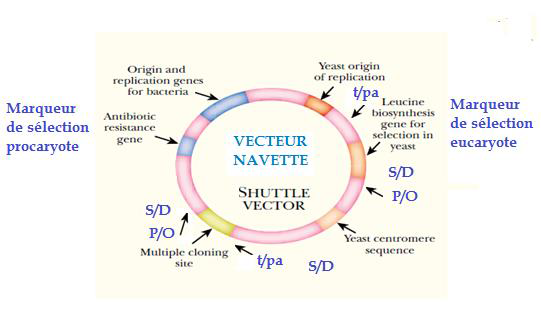 Origin and
replication genes
for bacteria
Yeast origin
of replication
t/pa
Marqueur
de sélection
procaryote
Antibiotic
resistance
gene
Leucine
biosynthesis
gene for
selection in
yeast
Marqueur
de sélection
eucaryote
VECTEUR
NAVETTE
SHUTTLE
VECTOR
S/D
P/O
S/D
P/O
Multiple cloning
site
t/pa
S/D
Yeast centromere
sequence